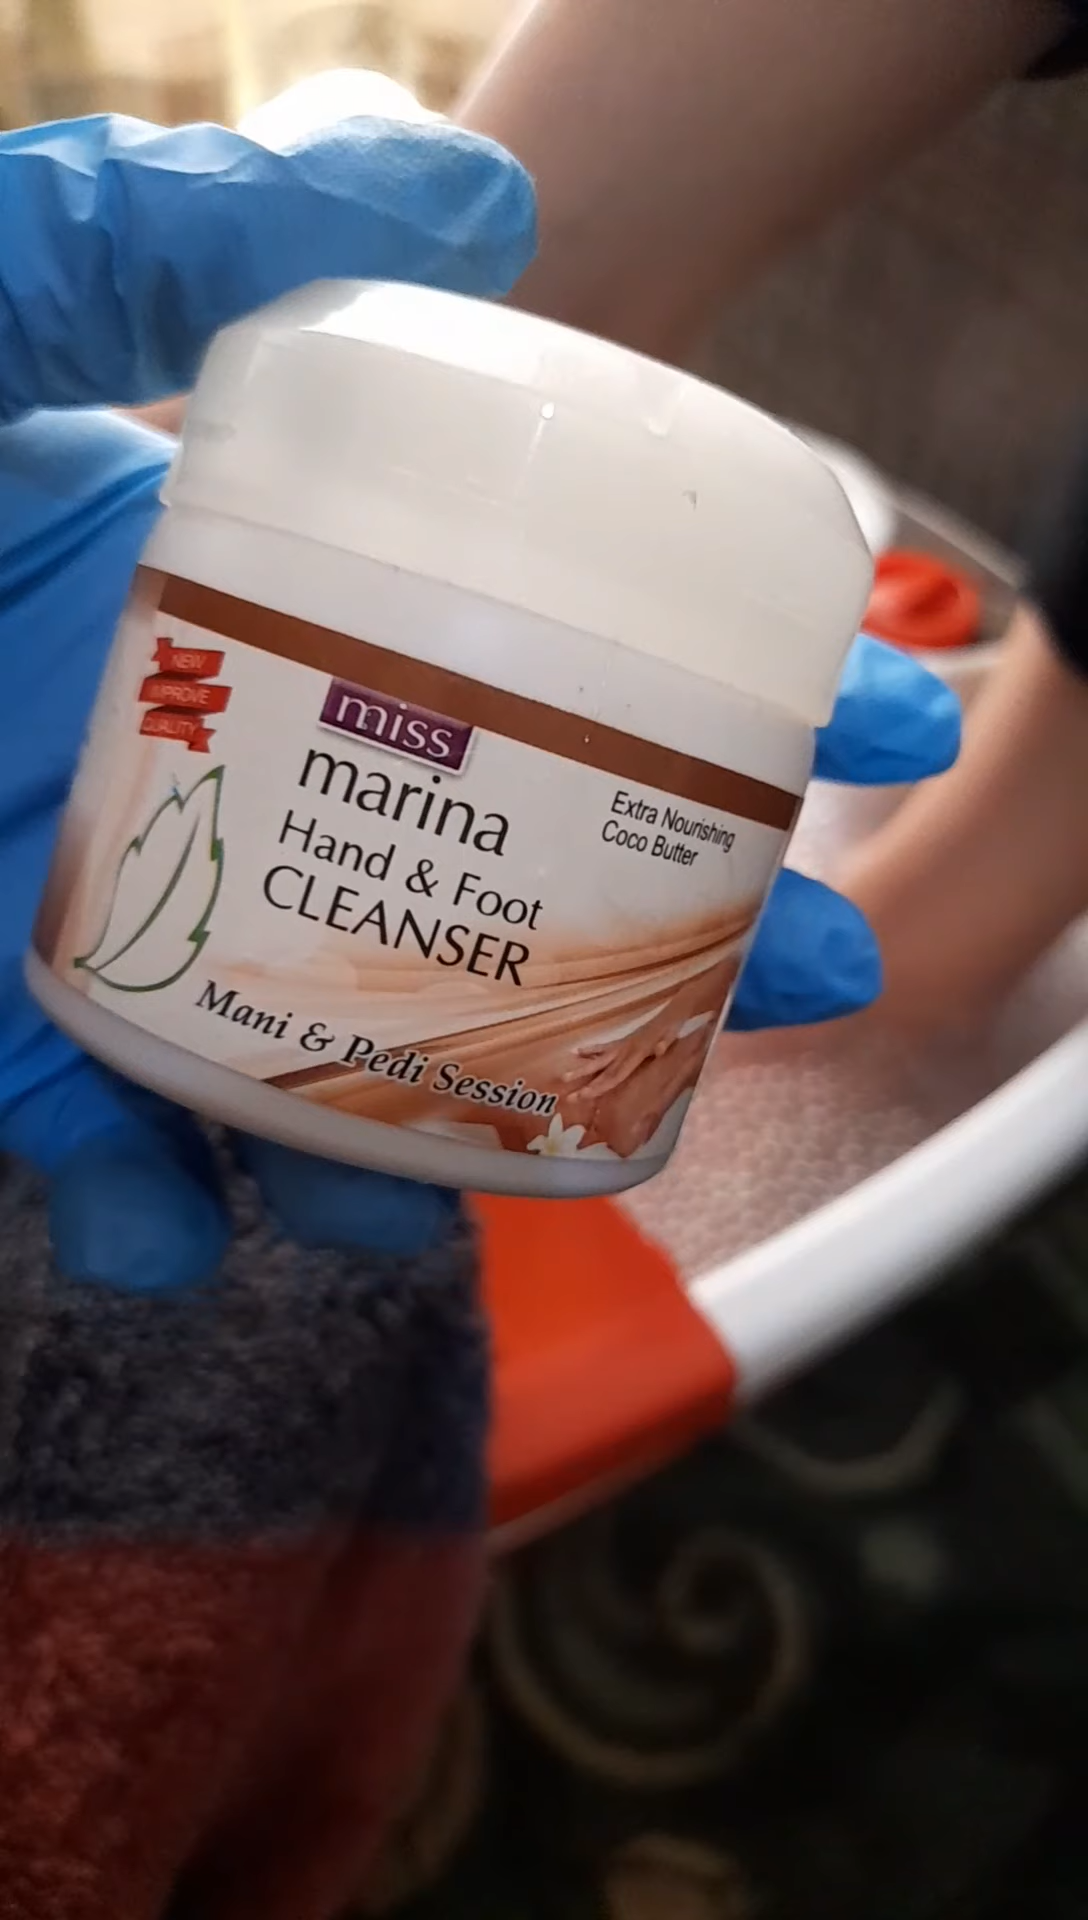 NEW
IMPROVE
QUALITY
miss
marina
Hand & Foot
CLEANSER
Extra Nourishing
Coco Butter
Mani & Pedi Session